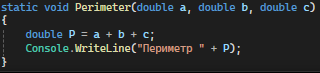 static void Perimeter(double a, double b, double c)
{
double P = a + b + c;
Console.WriteLine("Периметр " + P);
}